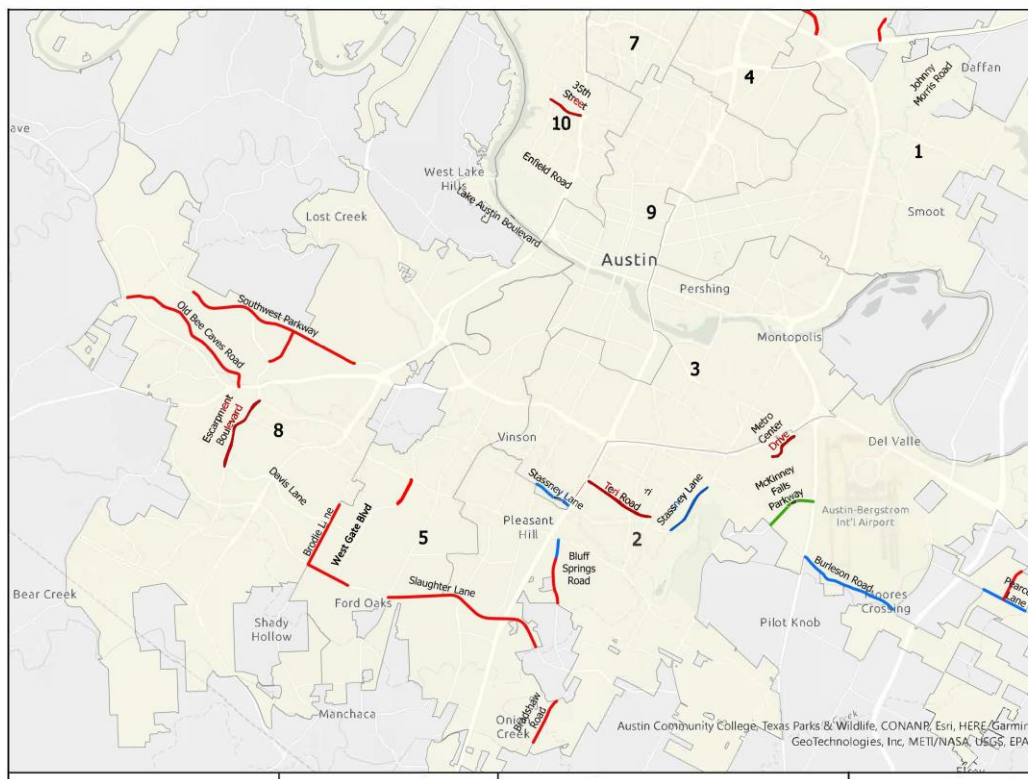 7
4
Johnny
Morris Road
Daffan
35th
Street
10
1
Enfield Road
West Lake
Hills
Lake Austin Boulevard
Lost Creek
9
Smoot
Austin
Pershing
Southwest Parkway
Old Bee Caves Road
Montopolis
3
Escarpment
Boulevard
8
Metro
Center
Drive
Vinson
Del Valle
Davis Lane
Stassney Lane
Teri Road
ri
Stassney Lane
McKinney
Falls
Parkway
Austin-Bergstrom
Int'l Airport
Pleasant
Hill
2
Brodie Lane
West Gate Blvd
5
Bluff
Springs
Road
Burleson Road
Moores
Crossing
Pearce
Lane
Bear Creek
Slaughter Lane
Ford Oaks
Shady
Hollow
Pilot Knob
Manchaca
Onion
Creek
Bradshaw
Road
Austin Community College, Texas Parks & Wildlife, CONANP, Esri, HERE, Garmin
GeoTechnologies, Inc, METI/NASA, USGS, EPA